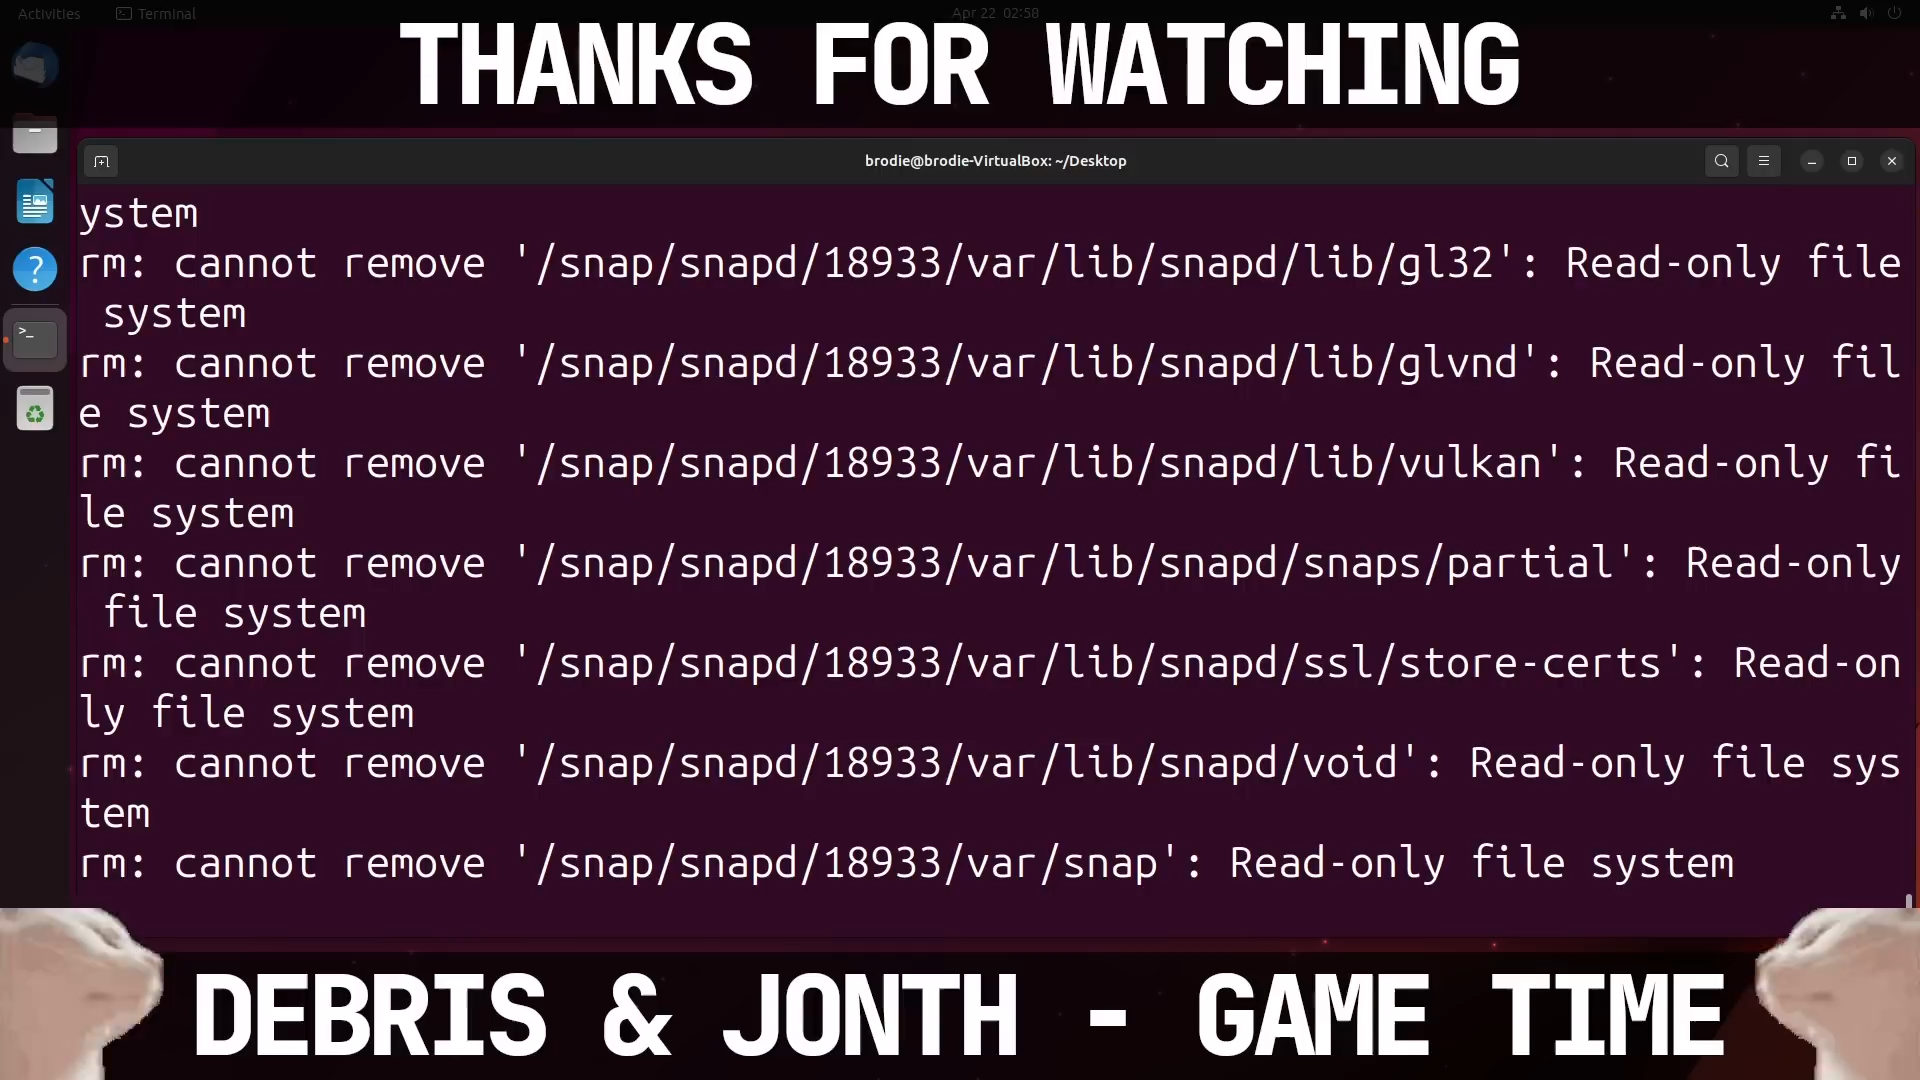 Activities Terminal Apr 22 02:58
THANKS FOR WATCHING
brodie@brodie-VirtualBox: ~/Desktop
ystem
rm: cannot remove '/snap/snapd/18933/var/lib/snapd/lib/gl32': Read-only file
 system
rm: cannot remove '/snap/snapd/18933/var/lib/snapd/lib/glvnd': Read-only fil
e system
rm: cannot remove '/snap/snapd/18933/var/lib/snapd/lib/vulkan': Read-only fi
le system
rm: cannot remove '/snap/snapd/18933/var/lib/snapd/snaps/partial': Read-only
 file system
rm: cannot remove '/snap/snapd/18933/var/lib/snapd/ssl/store-certs': Read-on
ly file system
rm: cannot remove '/snap/snapd/18933/var/lib/snapd/void': Read-only file sys
tem
rm: cannot remove '/snap/snapd/18933/var/snap': Read-only file system
DEBRIS & JONTH - GAME TIME